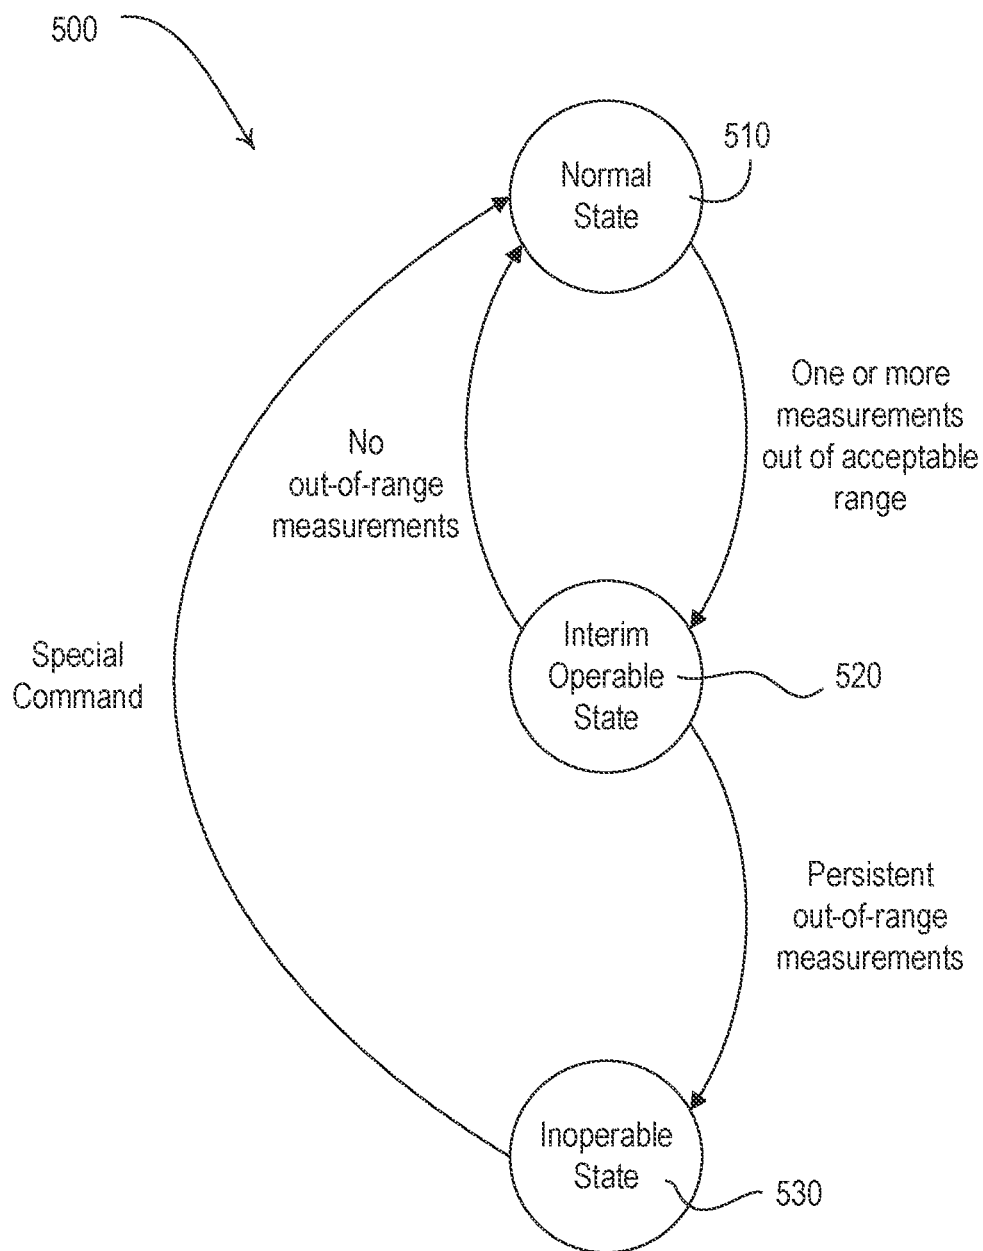 500
510
Normal
State
One or more
measurements
out of acceptable
range
No
out-of-range
measurements
Interim
Operable
State
520
Special
Command
Persistent
out-of-range
measurements
Inoperable
State
530